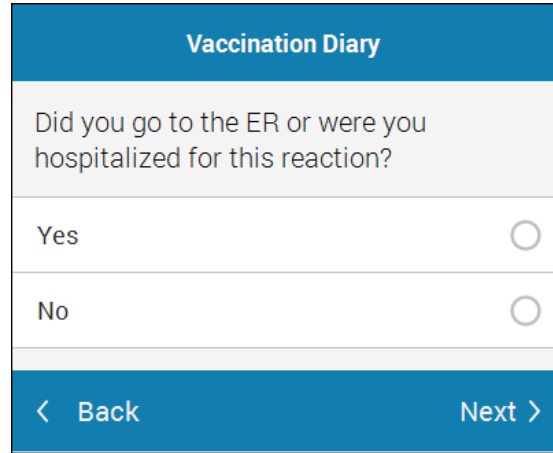 Vaccination Diary
Did you go to the ER or were you
hospitalized for this reaction?
Yes
No
Back
Next